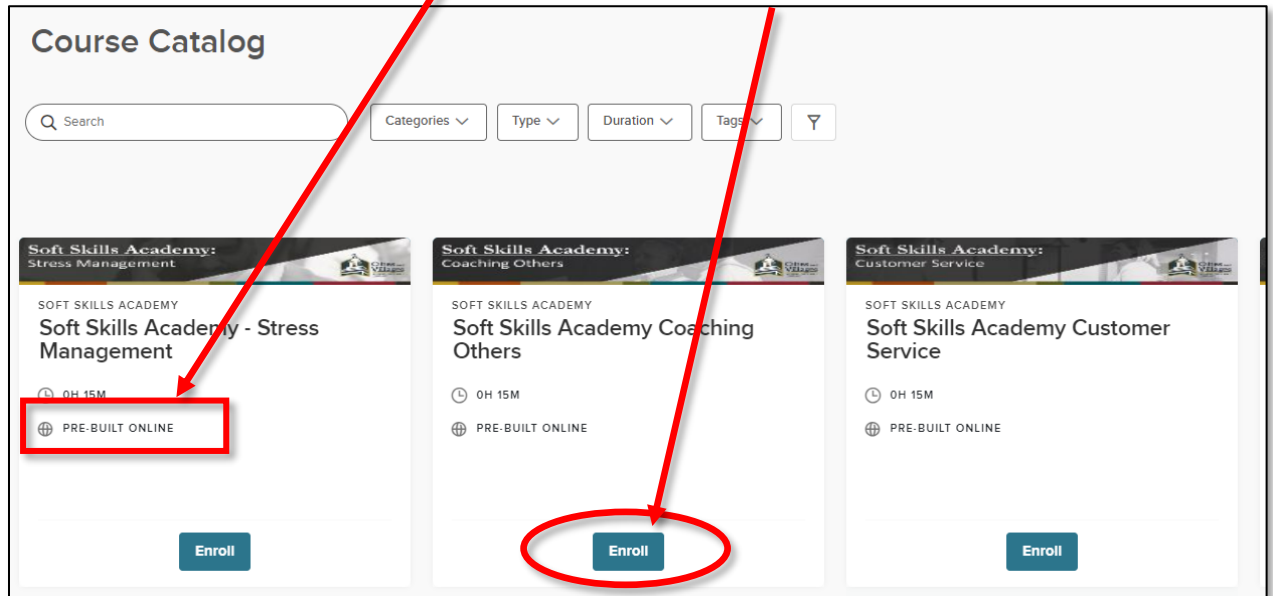 Course Catalog
Search
Categories
Type
Duration
Tags
Soft Skills Academy:
Stress Management
SOFT SKILLS ACADEMY
Soft Skills Academy - Stress
Management
0H 15M
PRE-BUILT ONLINE
Enroll
Soft Skills Academy:
Coaching Others
SOFT SKILLS ACADEMY
Soft Skills Academy Coaching
Others
0H 15M
PRE-BUILT ONLINE
Enroll
Soft Skills Academy:
Customer Service
SOFT SKILLS ACADEMY
Soft Skills Academy Customer
Service
0H 15M
PRE-BUILT ONLINE
Enroll